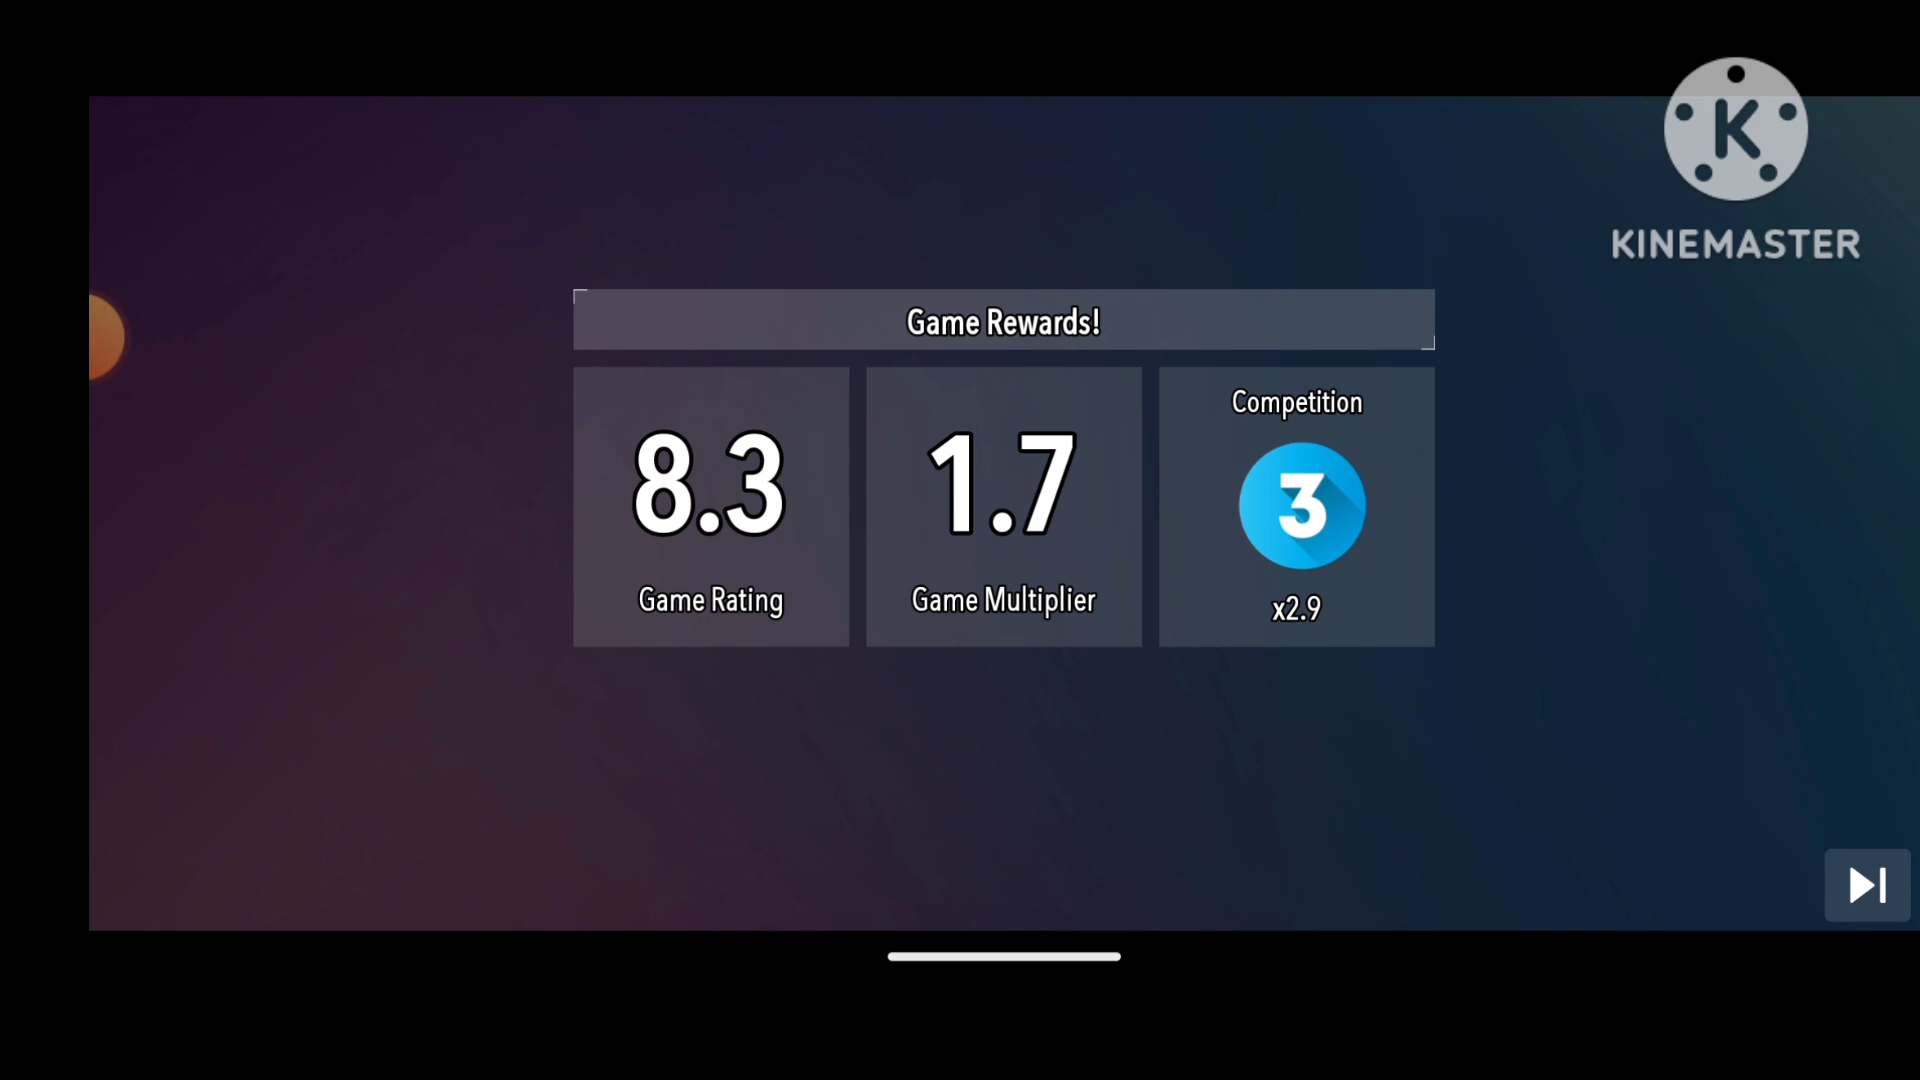 K
KINEMASTER
Game Rewards!
8.3
Game Rating
1.7
Game Multiplier
Competition
3
x2.9